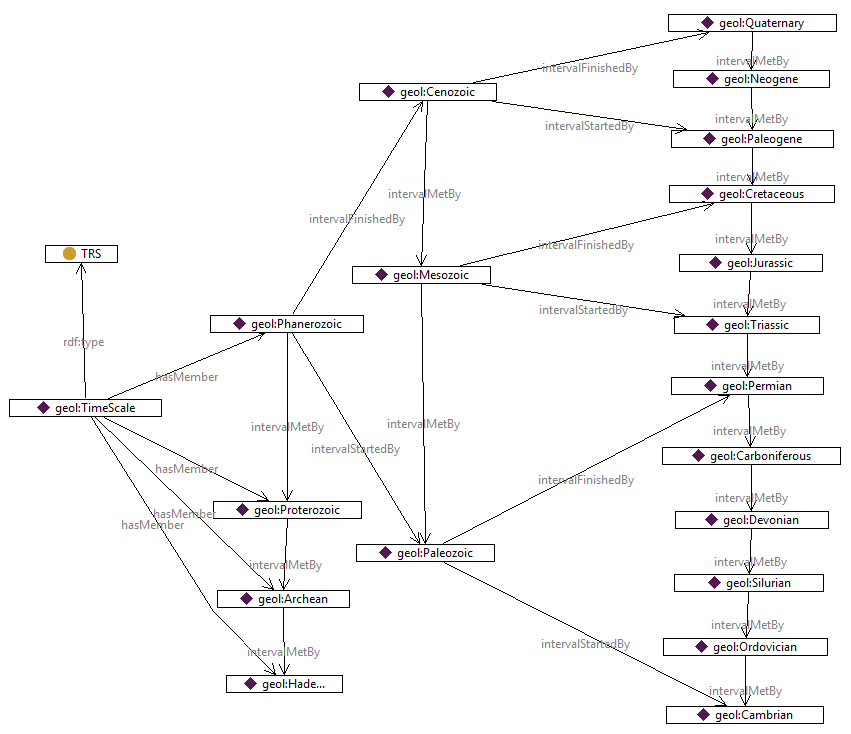 geol:Quaternary
intervalMetBy
intervalFinishedBy
geol:Neogene
geol:Cenozoic
intervalMetBy
intervalStartedBy
geol:Paleogene
intervalMetBy
intervalMetBy
geol:Cretaceous
intervalFinishedBy
intervalMetBy
intervalFinishedBy
TRS
geol:Jurassic
geol:Mesozoic
intervalMetBy
intervalStartedBy
geol:Phanerozoic
geol:Triassic
rdf:type
intervalMetBy
hasMember
geol:Permian
geol:TimeScale
intervalMetBy
intervalMetBy
intervalMetBy
intervalStartedBy
geol:Carboniferous
hasMember
intervalFinishedBy
intervalMetBy
geol:Proterozoic
hasMember
hasMember
geol:Devonian
geol:Paleozoic
intervalMetBy
intervalMetBy
geol:Silurian
geol:Archean
intervalMetBy
intervalStartedBy
geol:Ordovician
intervalMetBy
geol:Hade...
intervalMetBy
geol:Cambrian